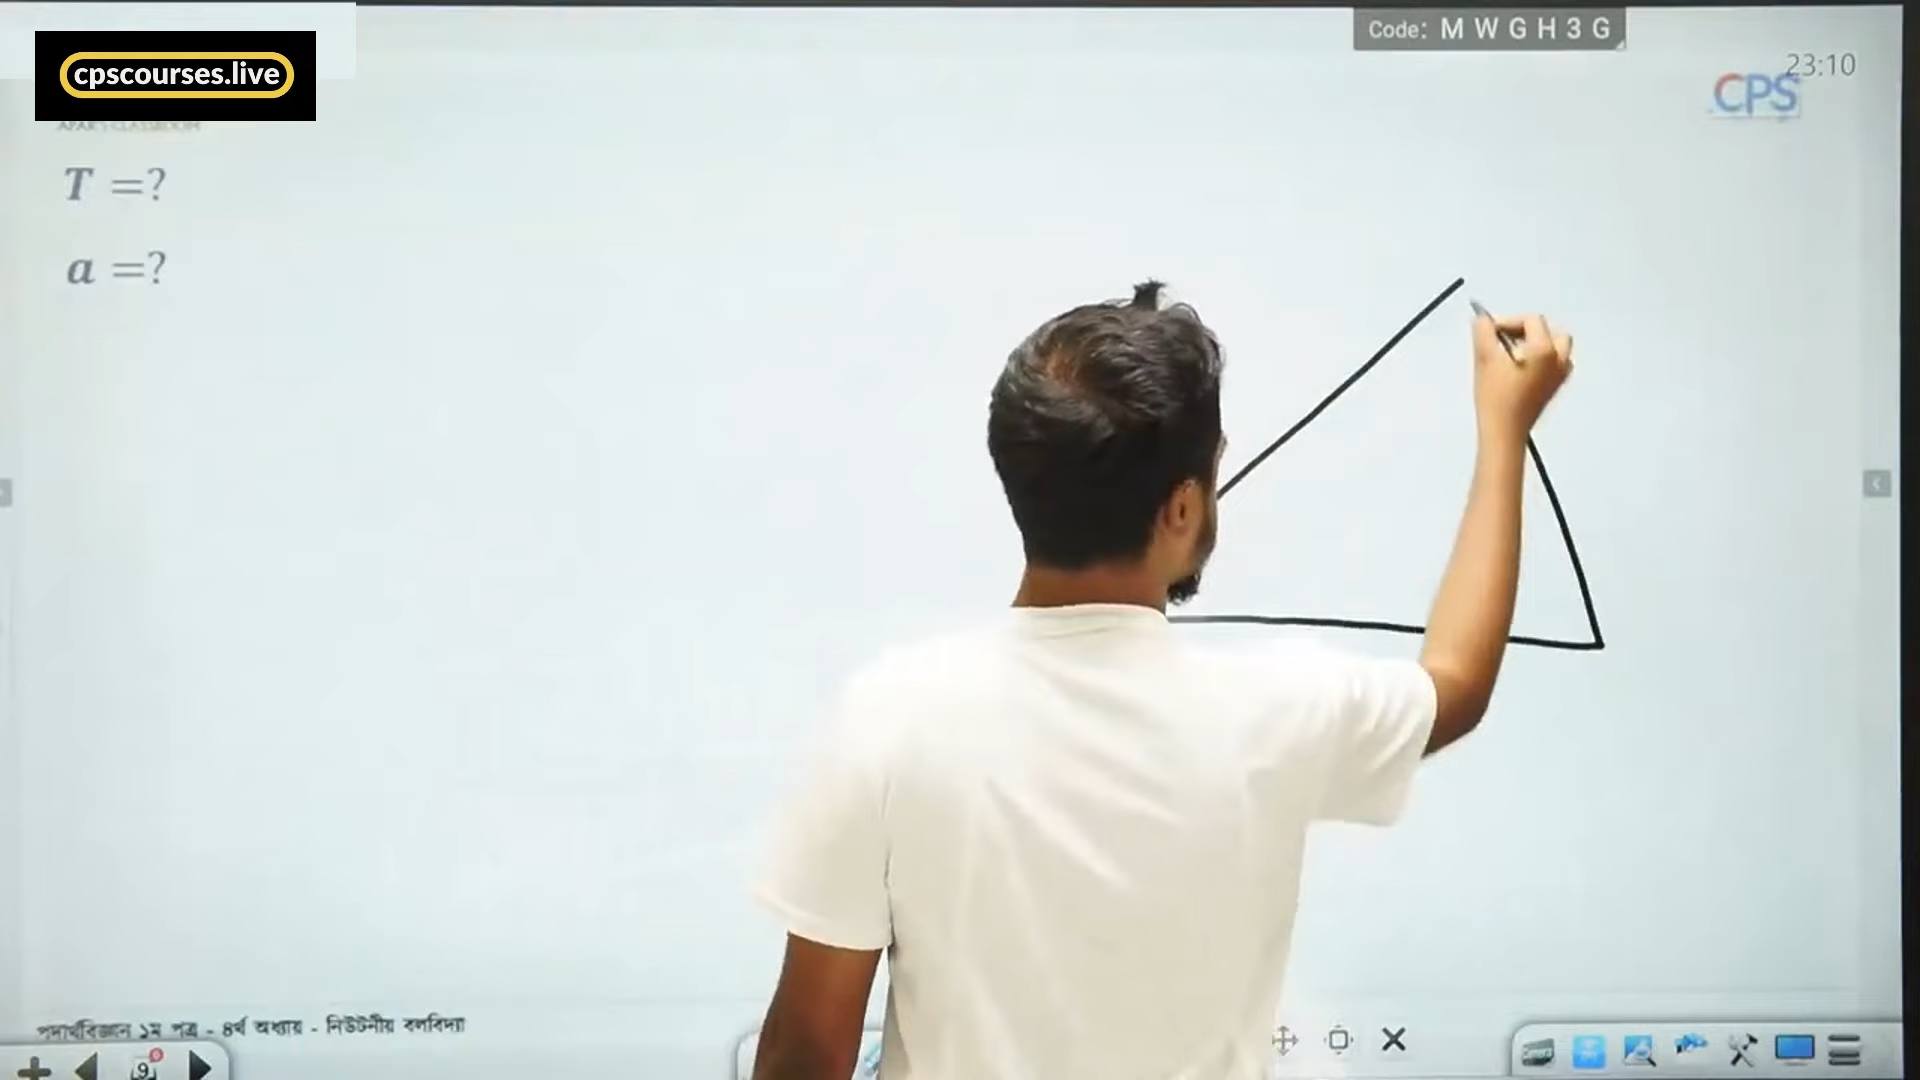 cpscourses.live
Code: M W G H 3 G
23:10
CPS
T =?
a =?
পদার্থবিজ্ঞান ১ম পত্র - ৪র্থ অধ্যায় - নিউটনীয় বলবিদ্যা
9